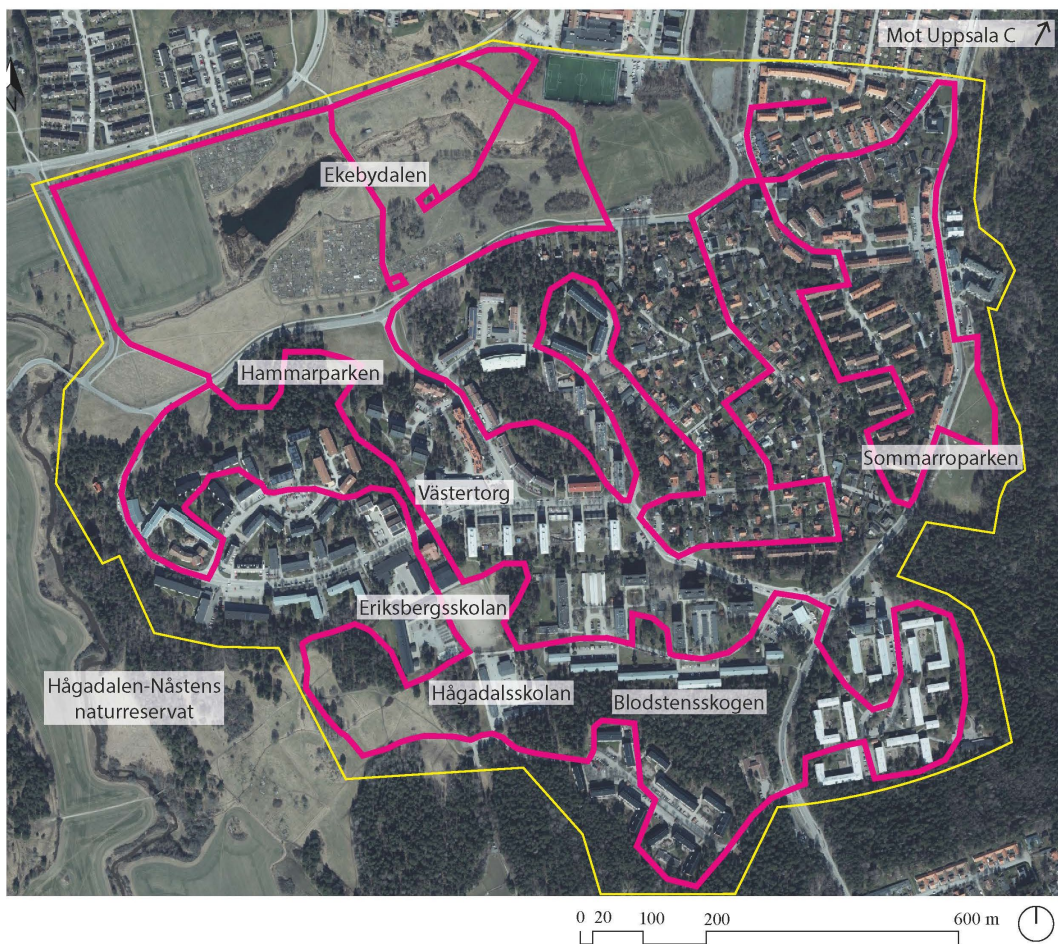 Mot Uppsala C
Ekebydalen
Hammarparken
Sommarroparken
Västertorg
Eriksbergsskolan
Hågadalen-Nåstens
naturreservat
Hågadalsskolan
Blodstensskogen
0 20 100 200 600 m